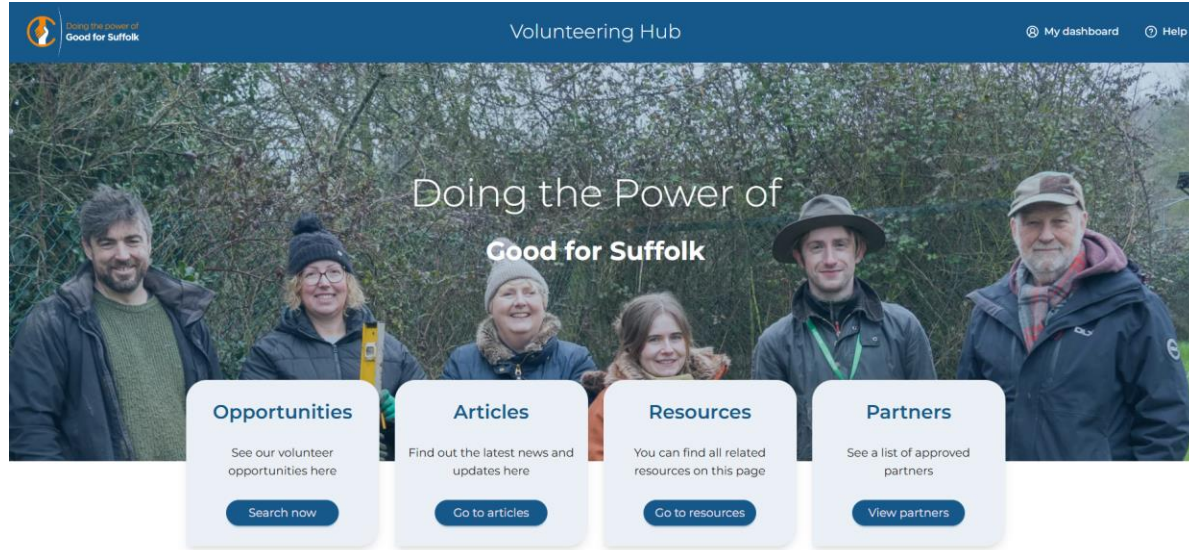 Doing the power of
Good for Suffolk
Volunteering Hub
My dashboard
Help
Doing the Power of
Good for Suffolk
Opportunities
See our volunteer
opportunities here
Search now
Articles
Find out the latest news and
updates here
Go to articles
Resources
You can find all related
resources on this page
Go to resources
Partners
See a list of approved
partners
View partners